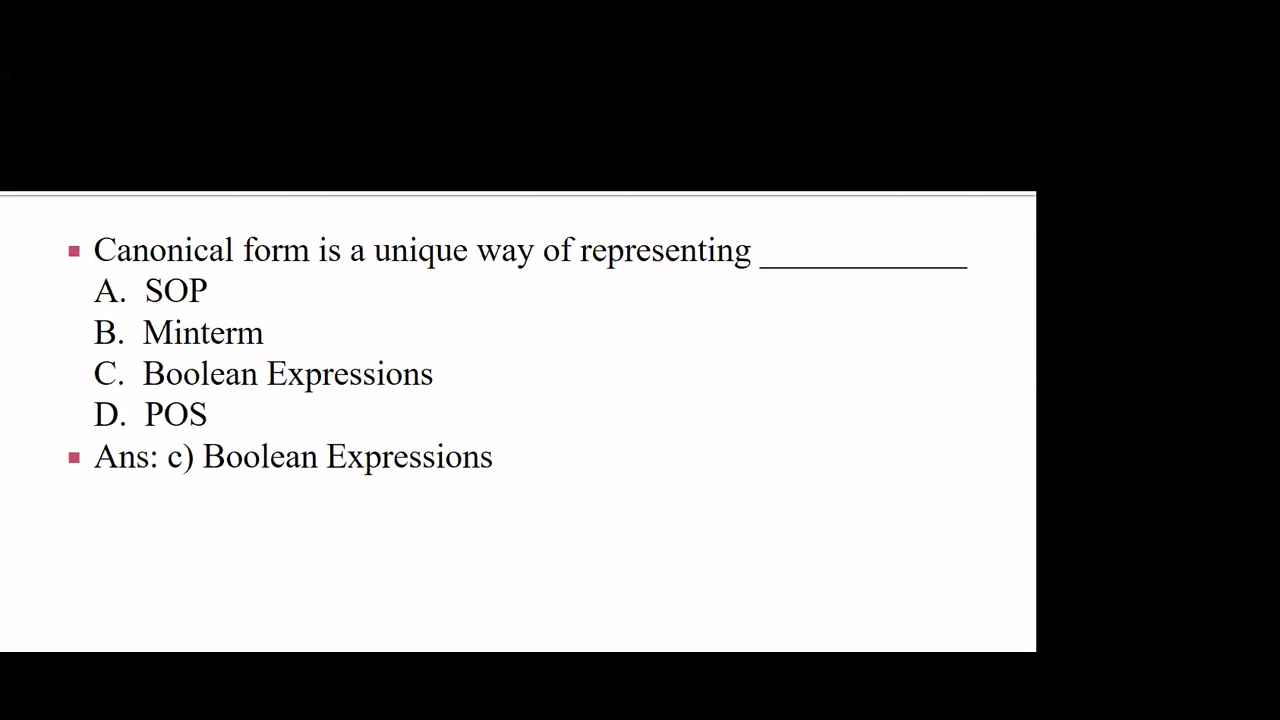 Canonical form is a unique way of representing ____________
A. SOP
B. Minterm
C. Boolean Expressions
D. POS
Ans: c) Boolean Expressions